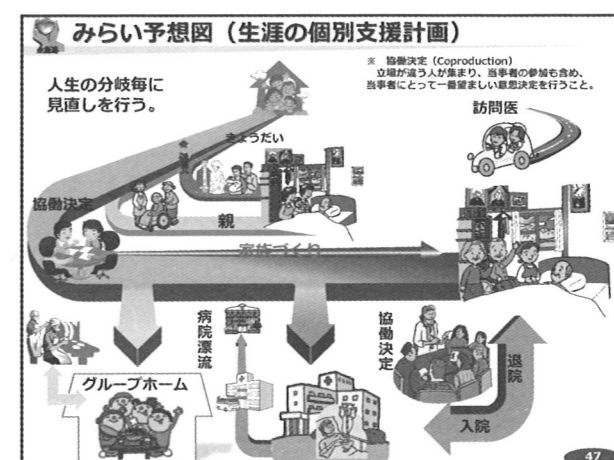 みらい予想図（生涯の個別支援計画）
※ 協働決定（Coproduction）
立場が違う人が集まり、当事者の参加も含め、
当事者にとって一番望ましい意思決定を行うこと。
人生の分岐毎に
見直しを行う。
訪問医
きょうだい
協働決定
親
家族づくり
病院漂流
協働決定
退院
入院
グループホーム
47